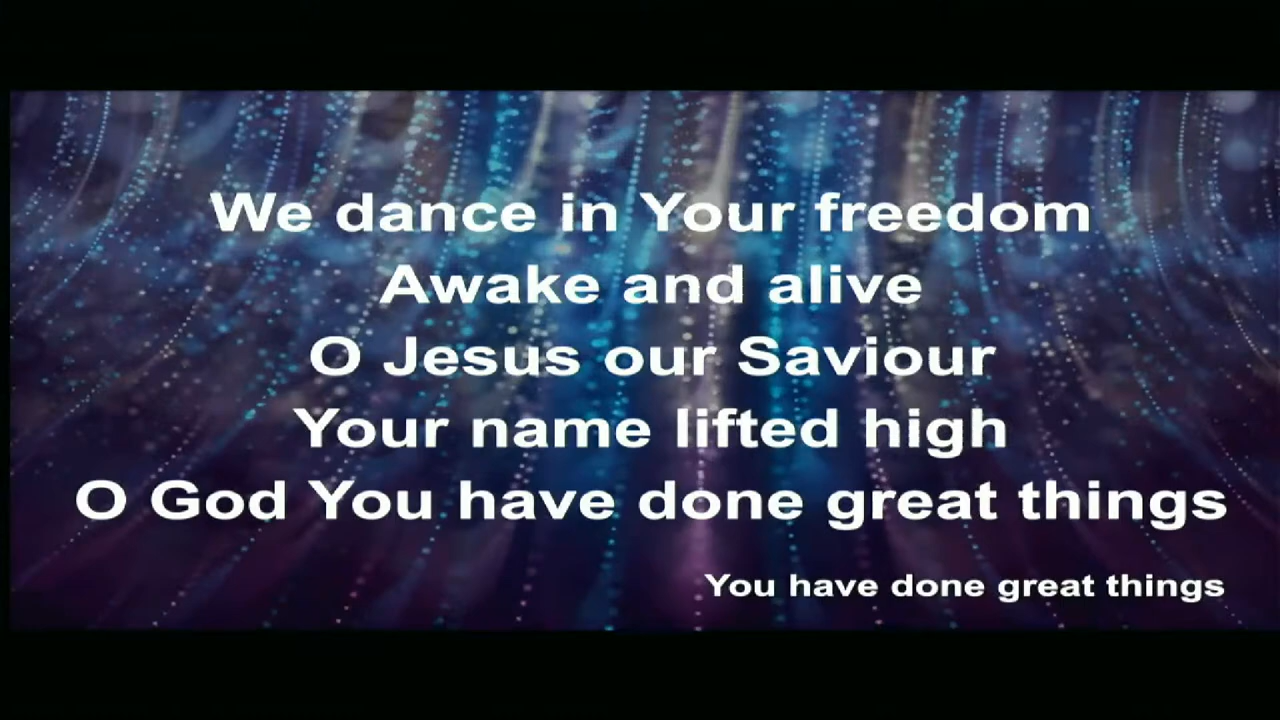 We dance in Your freedom
Awake and alive
O Jesus our Saviour
Your name lifted high
O God You have done great things
You have done great things